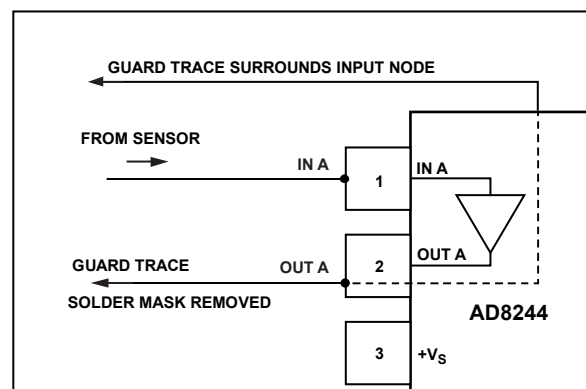 GUARD TRACE SURROUNDS INPUT NODE
FROM SENSOR
IN A
1
IN A
OUT A
2
OUT A
GUARD TRACE
SOLDER MASK REMOVED
AD8244
3
+VS